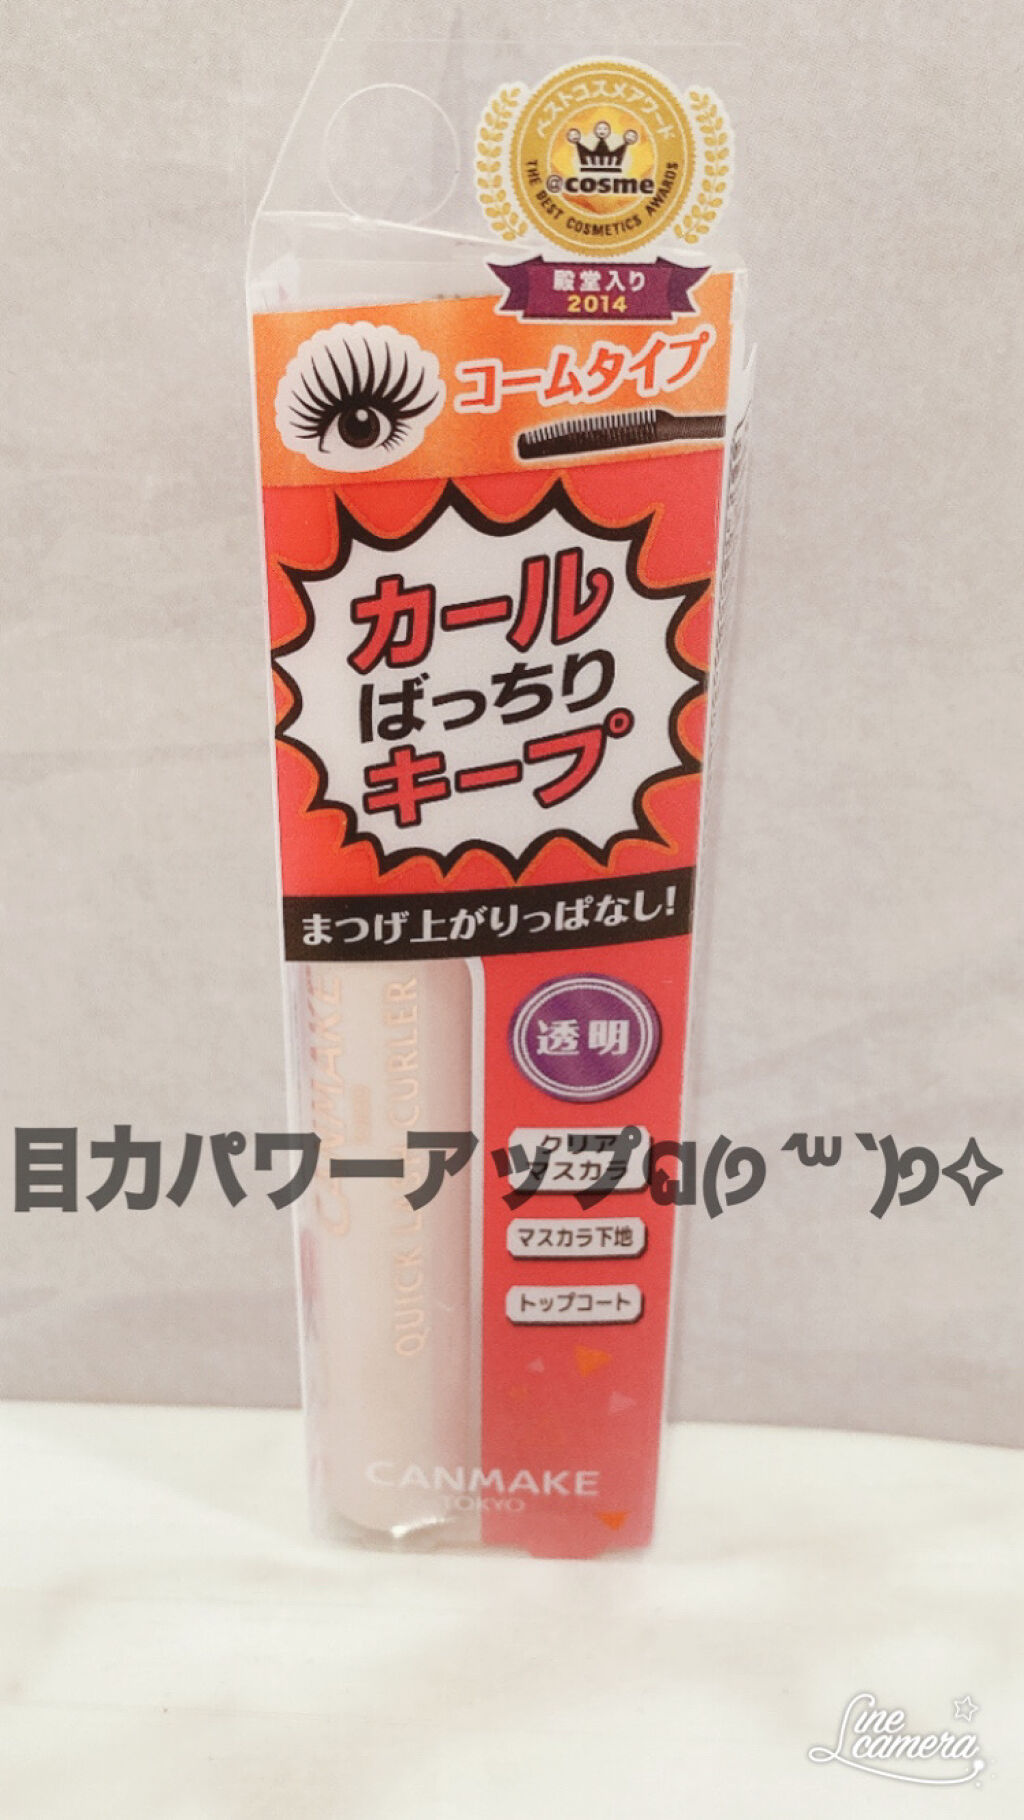 ベストコスメアワード
@cosme
THE BEST COSMETICS AWARDS
殿堂入り
2014
コームタイプ
カール
ばっちり
キープ
まつげ上がりっぱなし!
CANMAKE
QUICK LASH CURLER
透明
クリア
マスカラ
目力パワーアップฅ(១ ˊ꒳ˋ)១✧
マスカラ下地
トップコート
CANMAKE
TOKYO
Line camera